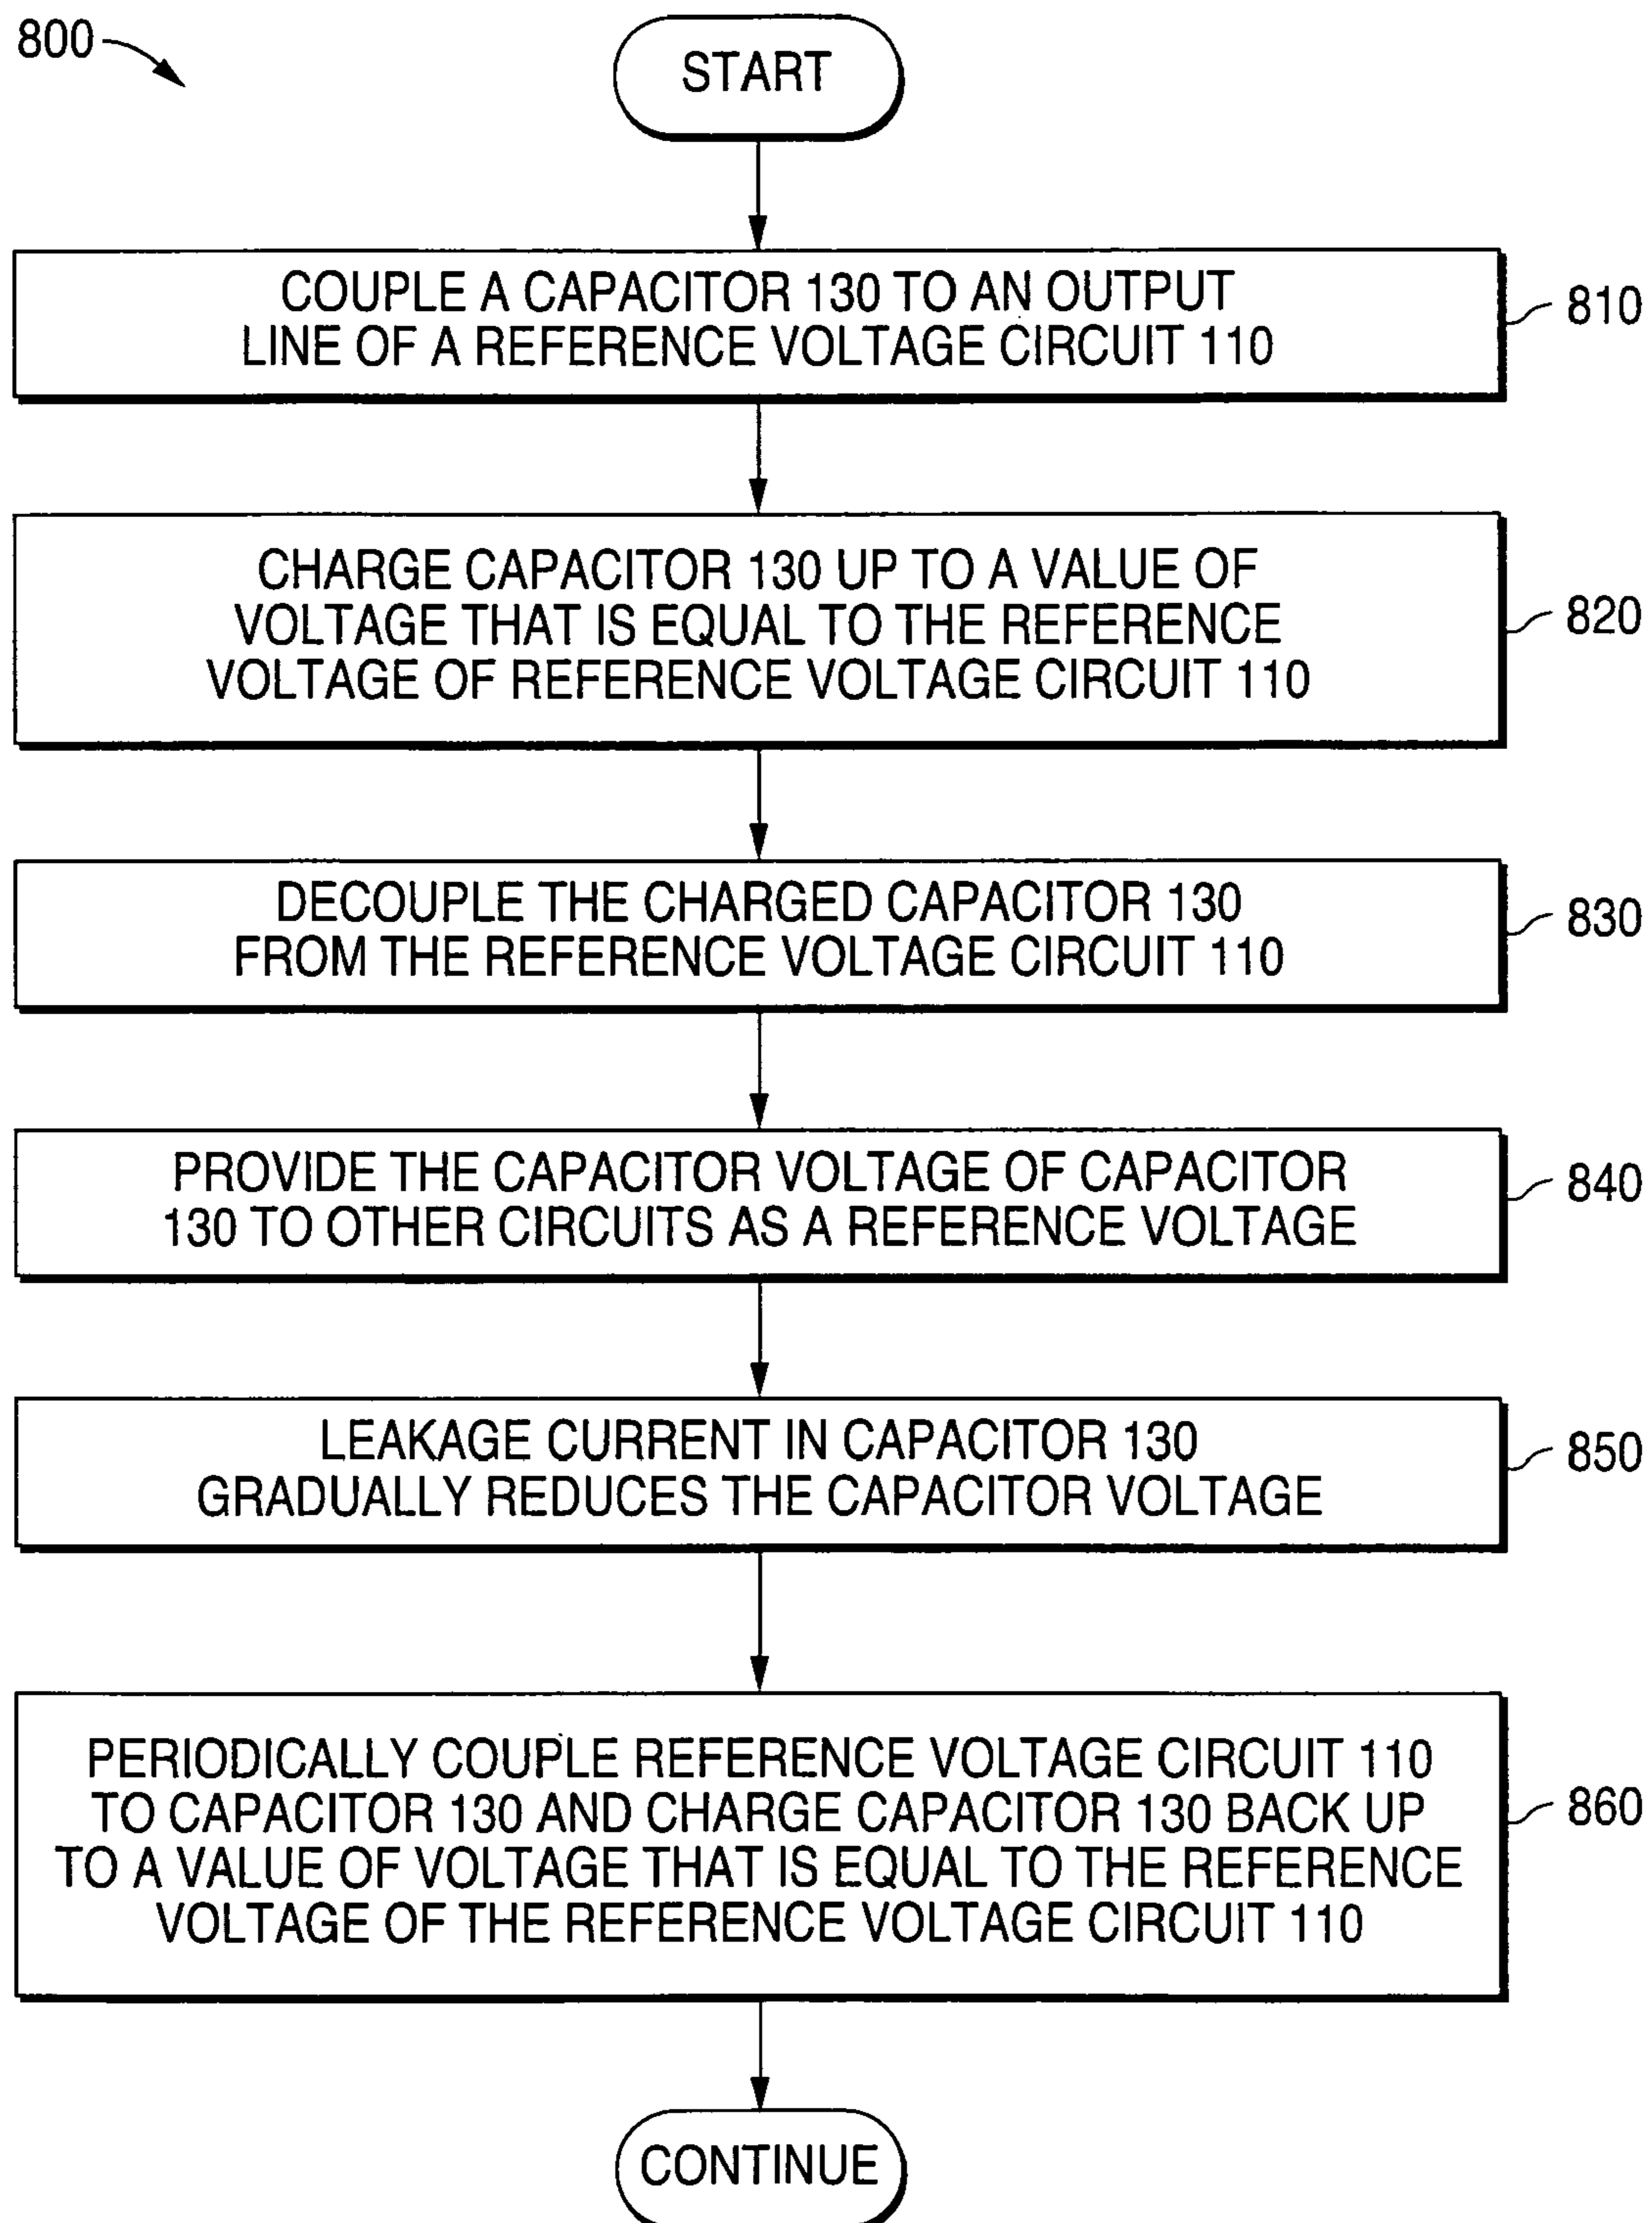 800
START
COUPLE A CAPACITOR 130 TO AN OUTPUT
LINE OF A REFERENCE VOLTAGE CIRCUIT 110
810
CHARGE CAPACITOR 130 UP TO A VALUE OF
VOLTAGE THAT IS EQUAL TO THE REFERENCE
VOLTAGE OF REFERENCE VOLTAGE CIRCUIT 110
820
DECOUPLE THE CHARGED CAPACITOR 130
FROM THE REFERENCE VOLTAGE CIRCUIT 110
830
PROVIDE THE CAPACITOR VOLTAGE OF CAPACITOR
130 TO OTHER CIRCUITS AS A REFERENCE VOLTAGE
840
LEAKAGE CURRENT IN CAPACITOR 130
GRADUALLY REDUCES THE CAPACITOR VOLTAGE
850
PERIODICALLY COUPLE REFERENCE VOLTAGE CIRCUIT 110
TO CAPACITOR 130 AND CHARGE CAPACITOR 130 BACK UP
TO A VALUE OF VOLTAGE THAT IS EQUAL TO THE REFERENCE
VOLTAGE OF THE REFERENCE VOLTAGE CIRCUIT 110
860
CONTINUE